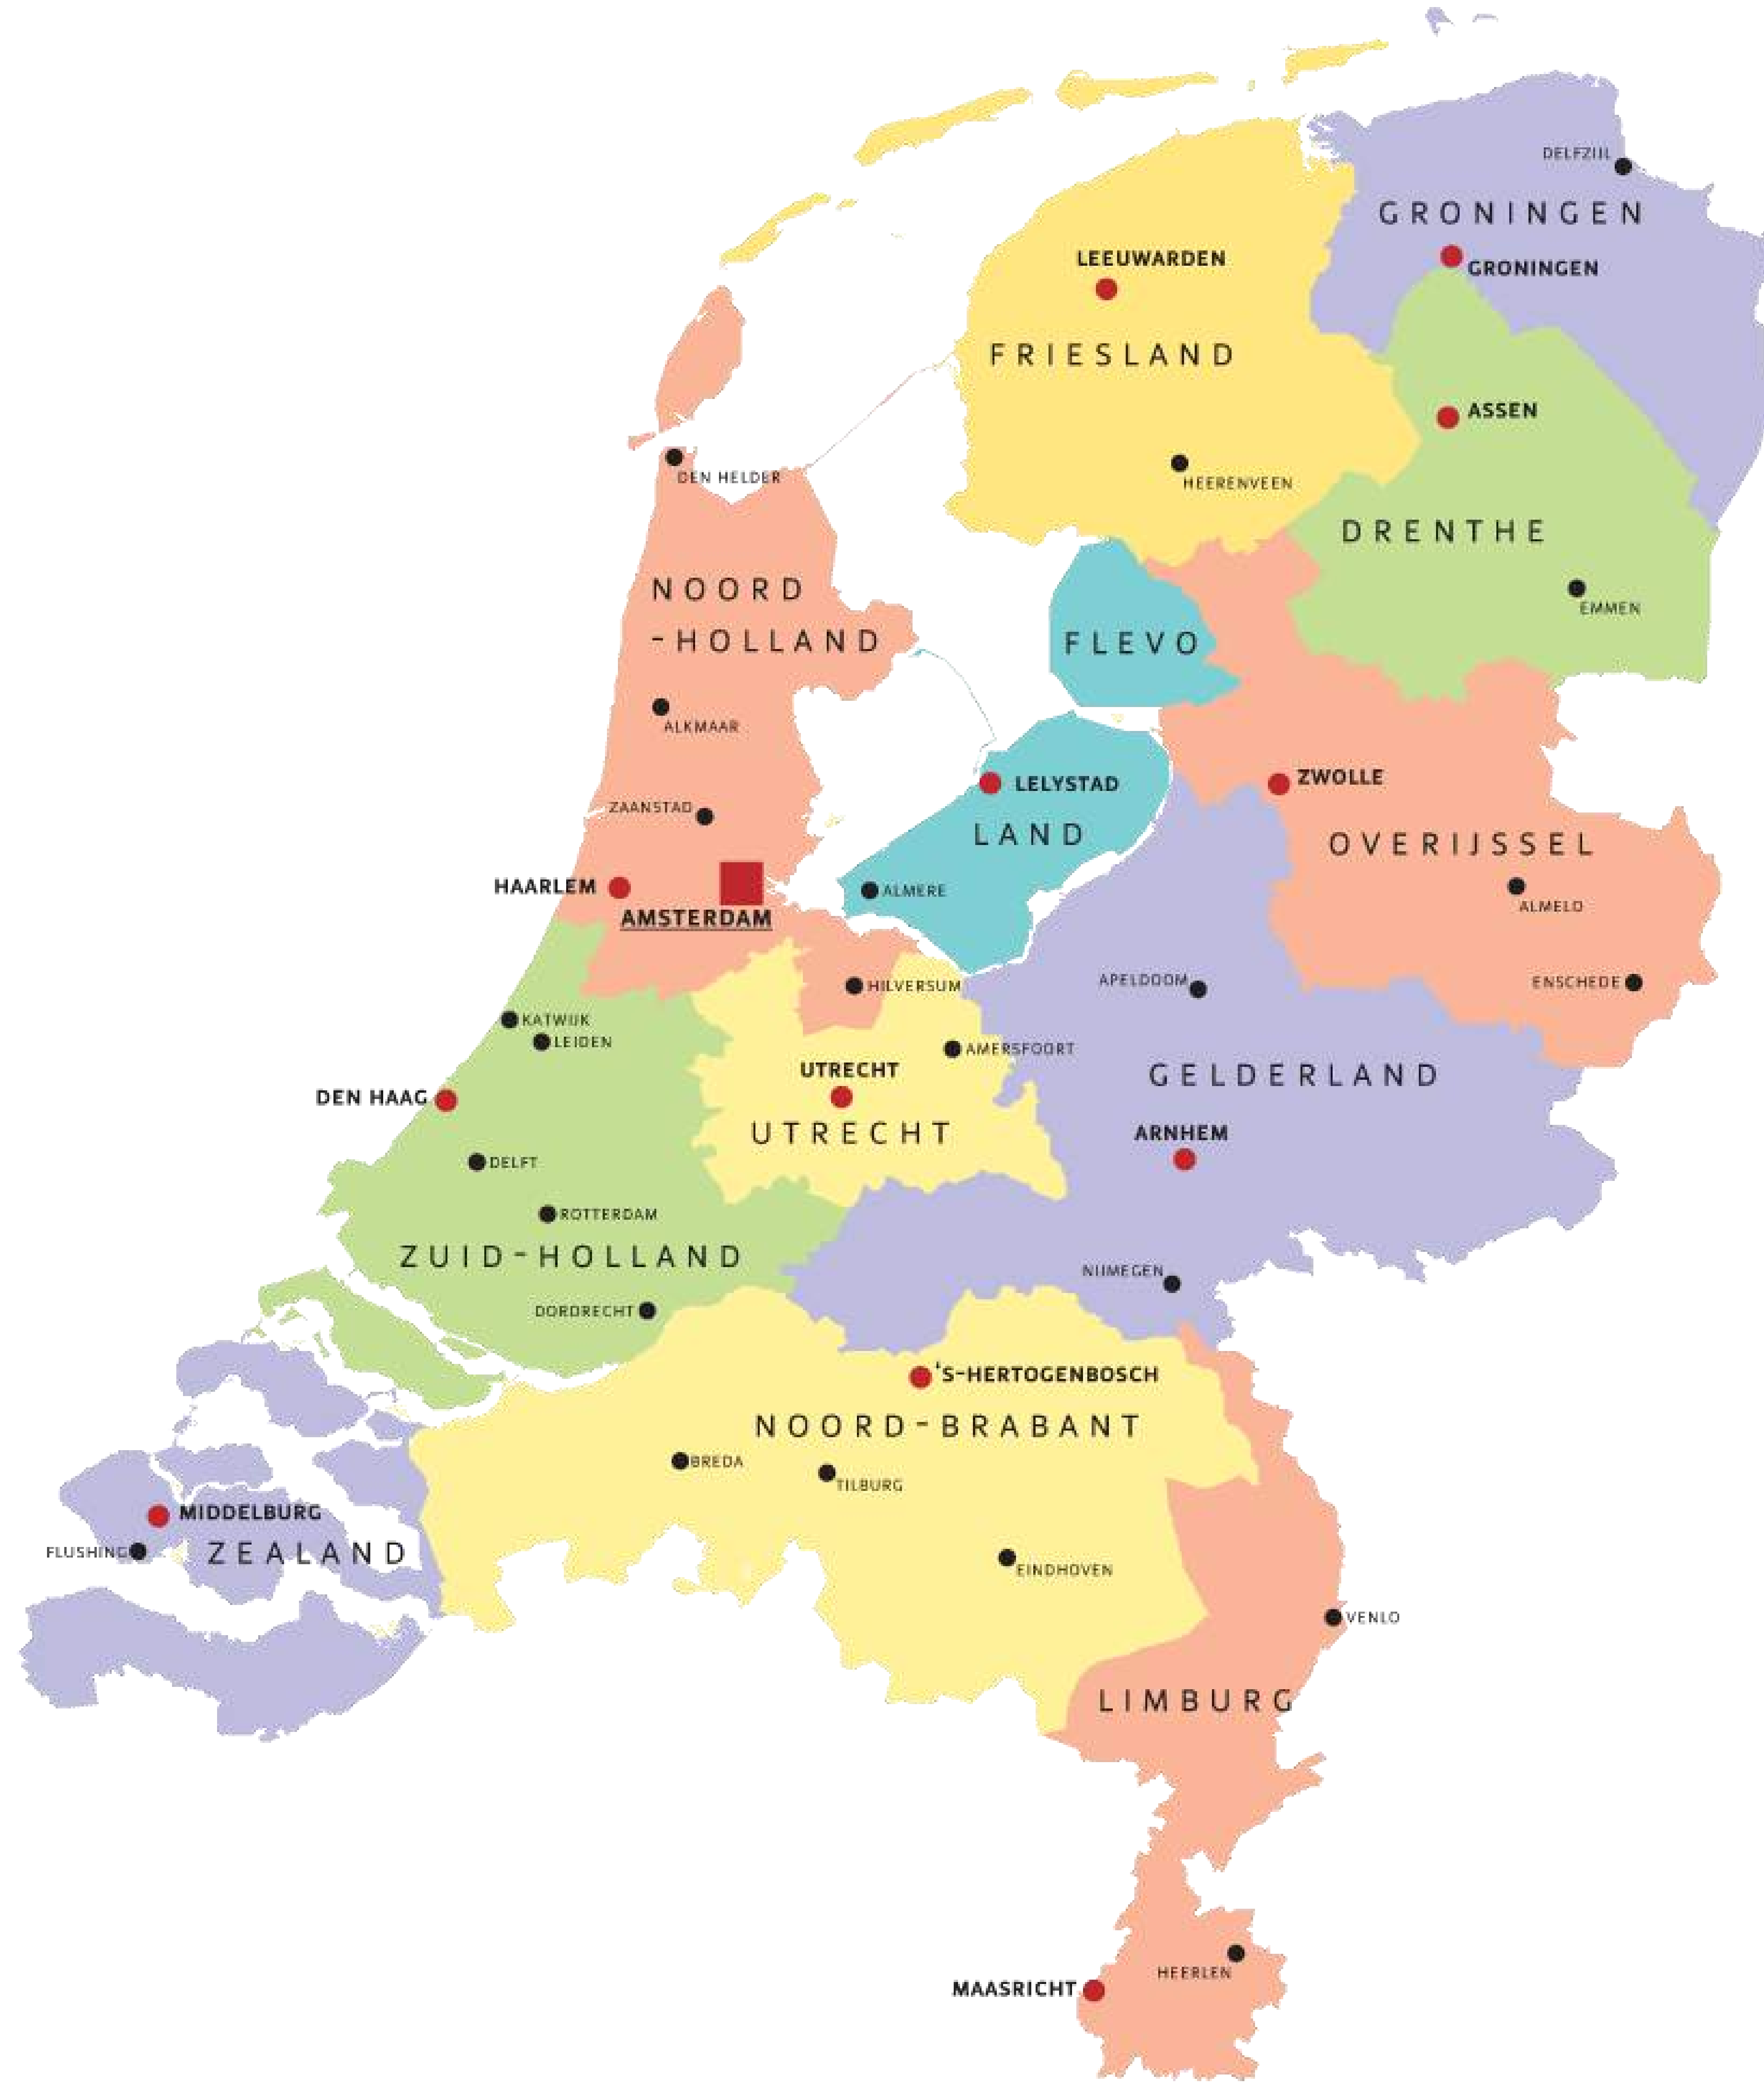 DELFZIJL
GRONINGEN
GRONINGEN
LEEUWARDEN
FRIESLAND
ASSEN
DEN HELDER
HEERENVEEN
DRENTHE
NOORD
-HOLLAND
EMMEN
FLEVO
ALKMAAR
ZWOLLE
LELYSTAD
ZAANSTAD
LAND
OVERIJSSEL
HAARLEM
AMSTERDAM
ALMERE
ALMELO
HILVERSUM
APELDOOM
ENSCHEDE
KATWIJK
LEIDEN
AMERSFOORT
UTRECHT
GELDERLAND
DEN HAAG
UTRECHT
ARNHEM
DELFT
ROTTERDAM
ZUID-HOLLAND
NIJMEGEN
DORDRECHT
'S-HERTOGENBOSCH
NOORD-BRABANT
BREDA
TILBURG
MIDDELBURG
FLUSHING
ZEALAND
EINDHOVEN
VENLO
LIMBURG
HEERLEN
MAASRICHT